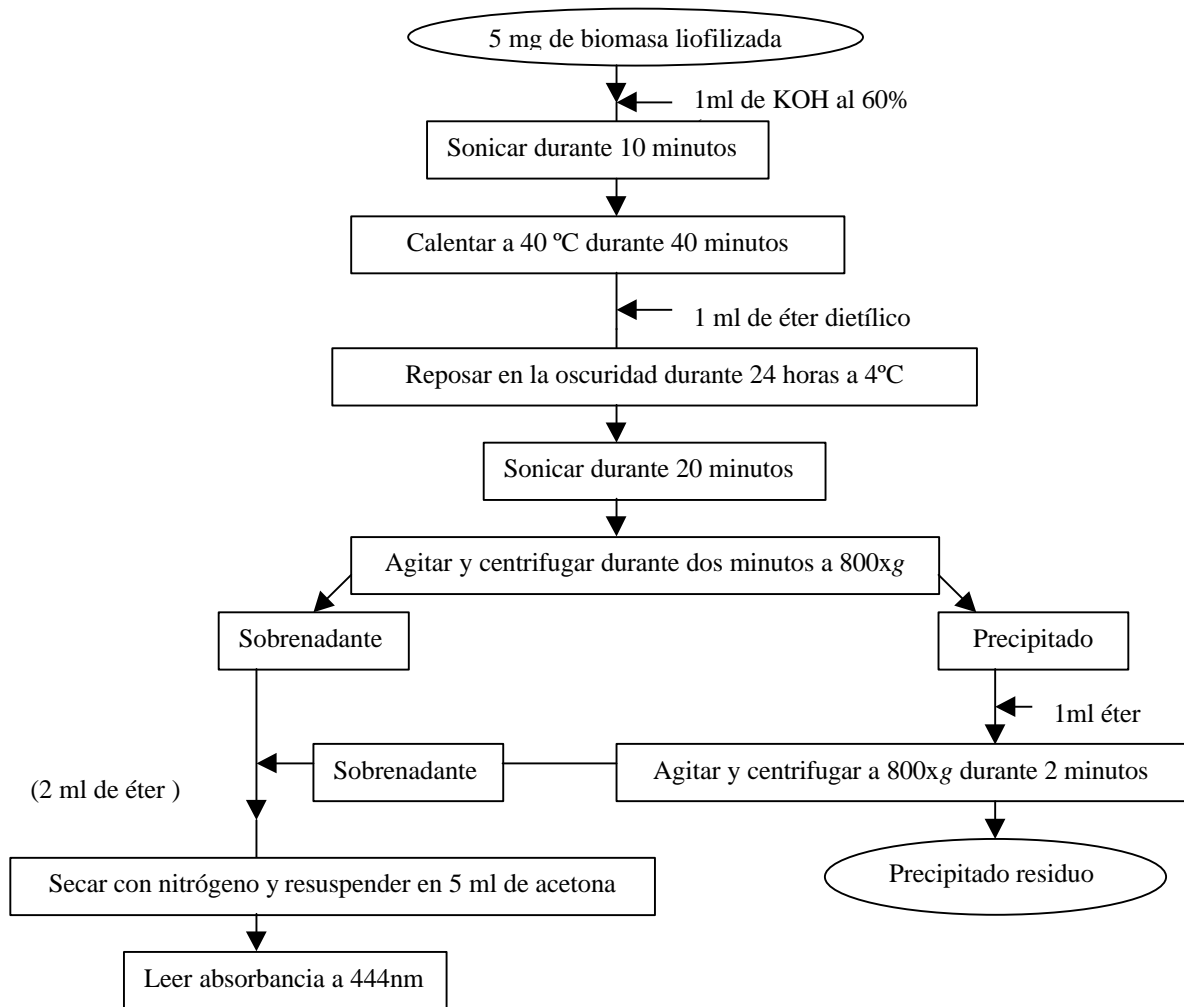 5 mg de biomasa liofilizada
1ml de KOH al 60%
Sonicar durante 10 minutos
Calentar a 40 ºC durante 40 minutos
1 ml de éter dietílico
Reposar en la oscuridad durante 24 horas a 4ºC
Sonicar durante 20 minutos
Agitar y centrifugar durante dos minutos a 800xg
Sobrenadante
Precipitado
1ml éter
Sobrenadante
Agitar y centrifugar a 800xg durante 2 minutos
(2 ml de éter )
Secar con nitrógeno y resuspender en 5 ml de acetona
Precipitado residuo
Leer absorbancia a 444nm